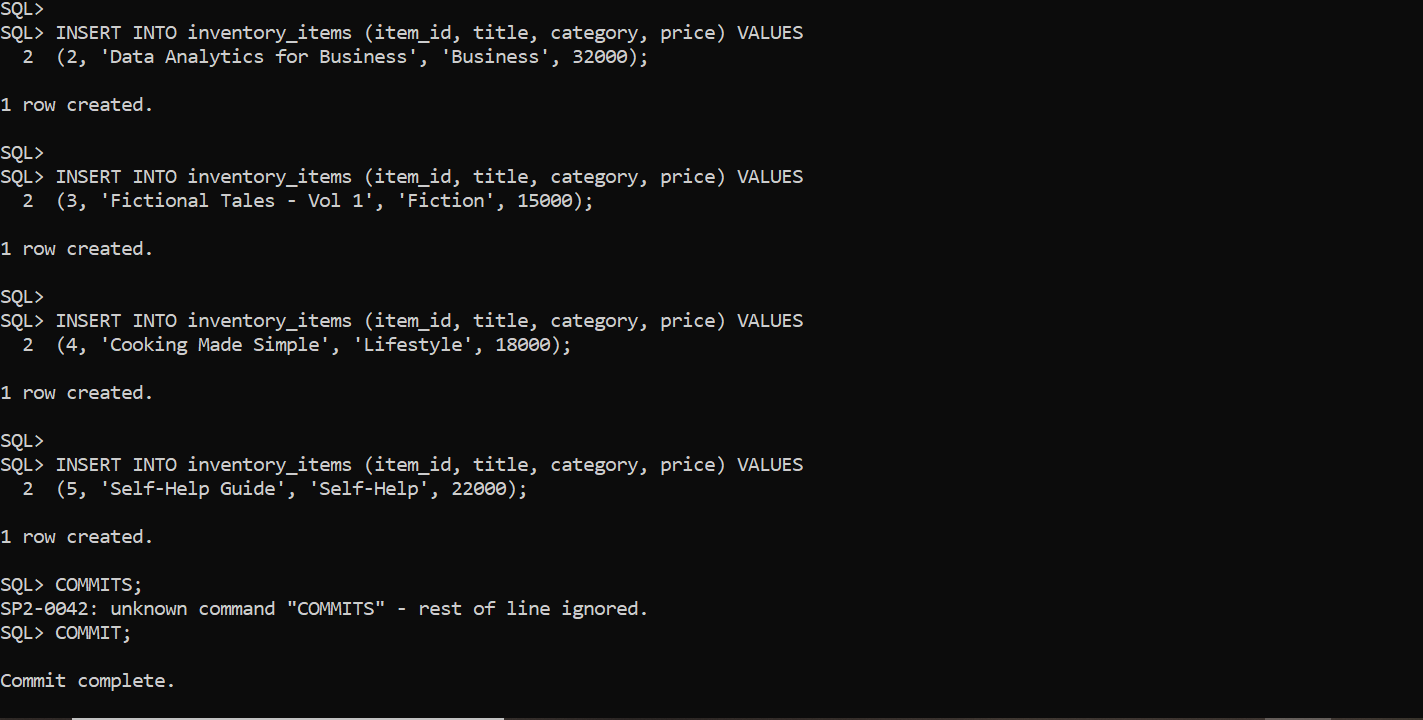 SQL>
SQL> INSERT INTO inventory_items (item_id, title, category, price) VALUES
  2  (2, 'Data Analytics for Business', 'Business', 32000);
1 row created.
SQL>
SQL> INSERT INTO inventory_items (item_id, title, category, price) VALUES
  2  (3, 'Fictional Tales - Vol 1', 'Fiction', 15000);
1 row created.
SQL>
SQL> INSERT INTO inventory_items (item_id, title, category, price) VALUES
  2  (4, 'Cooking Made Simple', 'Lifestyle', 18000);
1 row created.
SQL>
SQL> INSERT INTO inventory_items (item_id, title, category, price) VALUES
  2  (5, 'Self-Help Guide', 'Self-Help', 22000);
1 row created.
SQL> COMMITS;
SP2-0042: unknown command "COMMITS" - rest of line ignored.
SQL> COMMIT;
Commit complete.